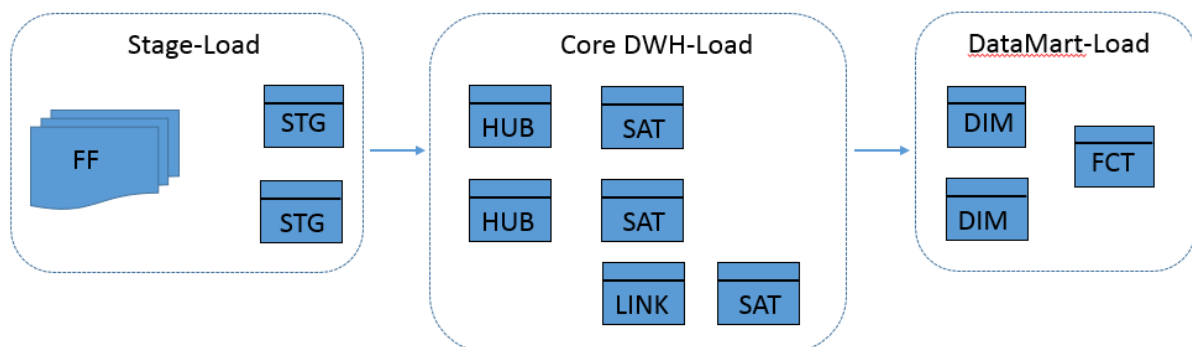 Stage-Load
FF
STG
STG
Core DWH-Load
HUB
SAT
HUB
SAT
LINK
SAT
DataMart-Load
DIM
FCT
DIM